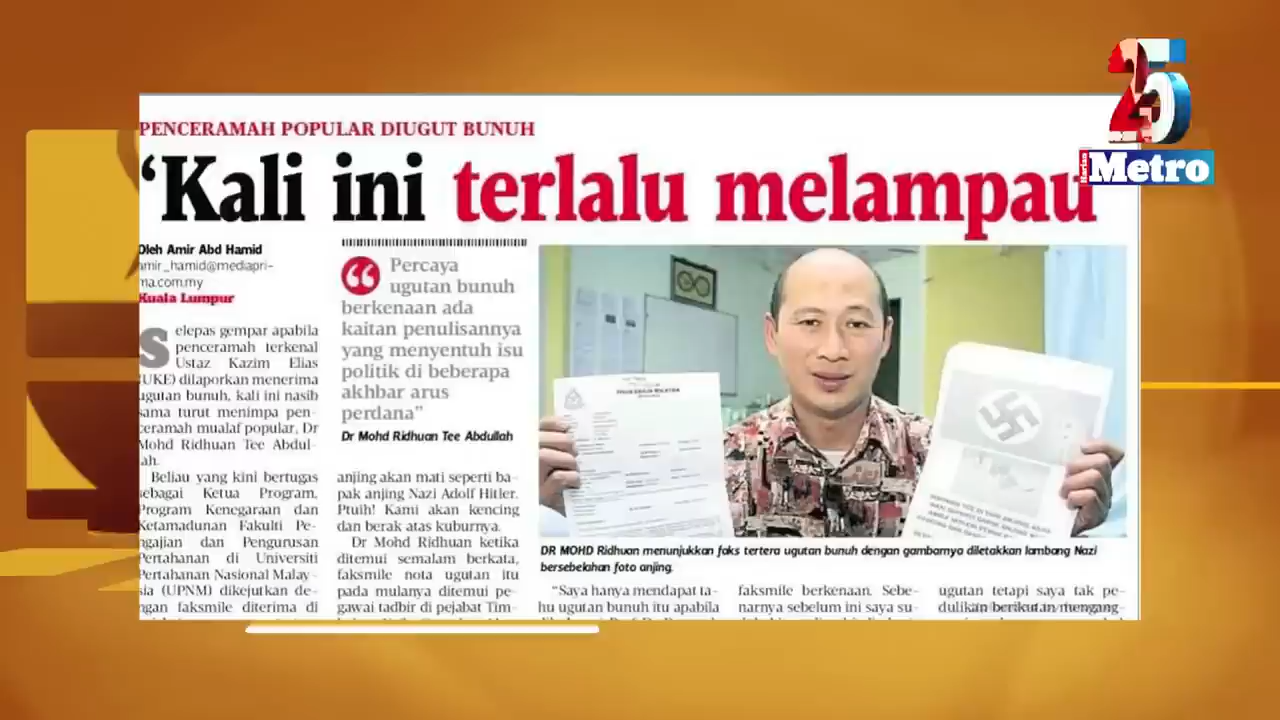 25
Harian Metro
PENCERAMAH POPULAR DIUGUT BUNUH
‘Kali ini terlalu melampau
Oleh Amir Abd Hamid
amir_hamid@mediapri-
ma.com.my
Kuala Lumpur
Selepas gempar apabila
penceramah terkenal
Ustaz Kazim Elias
(UKE) dilaporkan menerima
ugutan bunuh, kali ini nasib
sama turut menimpa pen-
ceramah mualaf popular, Dr
Mohd Ridhuan Tee Abdul-
lah.
Beliau yang kini bertugas
sebagai Ketua Program,
Program Kenegaraan dan
Ketamadunan Fakulti Pe-
ngajian dan Pengurusan
Pertahanan di Universiti
Pertahanan Nasional Malay-
sia (UPNM) dikejutkan de-
ngan faksmile diterima di
“Percaya
ugutan bunuh
berkenaan ada
kaitan penulisannya
yang menyentuh isu
politik di beberapa
akhbar arus
perdana”
Dr Mohd Ridhuan Tee Abdullah
anjing akan mati seperti ba-
pak anjing Nazi Adolf Hitler.
Ptuih! Kami akan kencing
dan berak atas kuburnya.
Dr Mohd Ridhuan ketika
ditemui semalam berkata,
faksmile nota ugutan itu
pada mulanya ditemui pe-
gawai tadbir di pejabat Tim-
DR MOHD Ridhuan menunjukkan faks tertera ugutan bunuh dengan gambarnya diletakkan lambang Nazi
bersebelahan foto anjing.
“Saya hanya mendapat ta-
hu ugutan bunuh itu apabila
faksmile berkenaan. Sebe-
narnya sebelum ini saya su-
ugutan tetapi saya tak pe-
dulikan